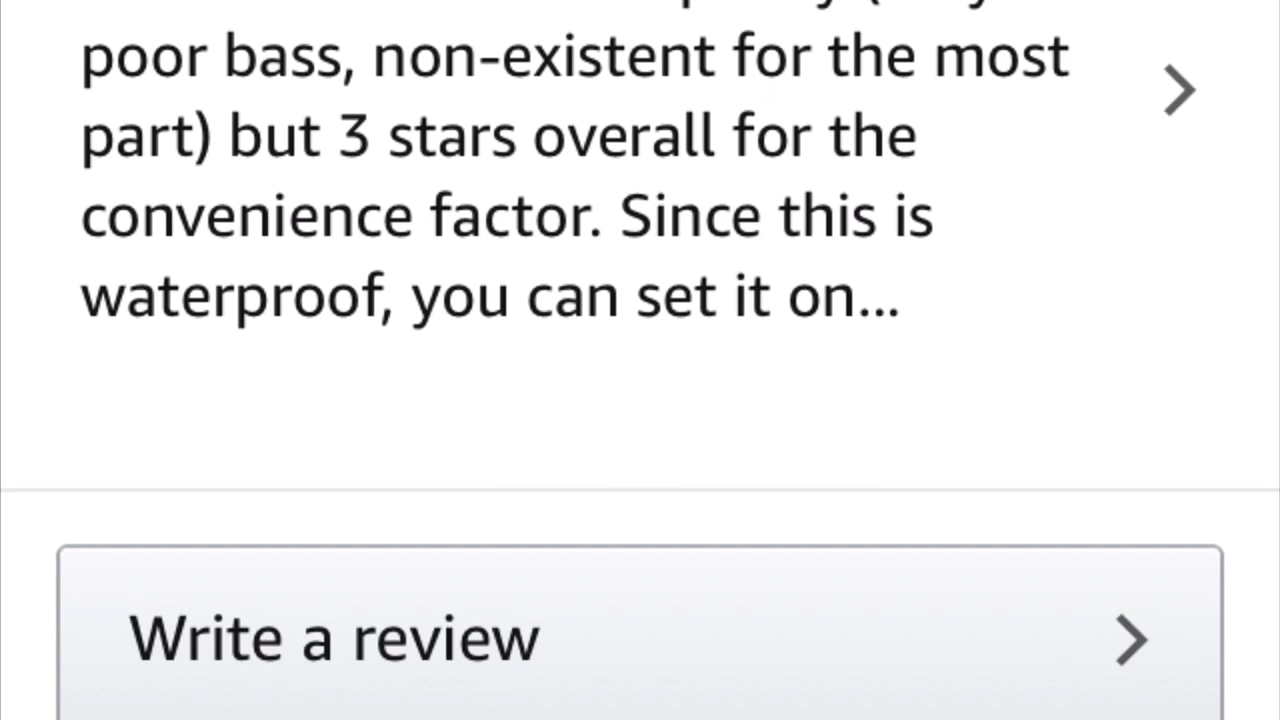 poor bass, non-existent for the most
part) but 3 stars overall for the
convenience factor. Since this is
waterproof, you can set it on...
Write a review